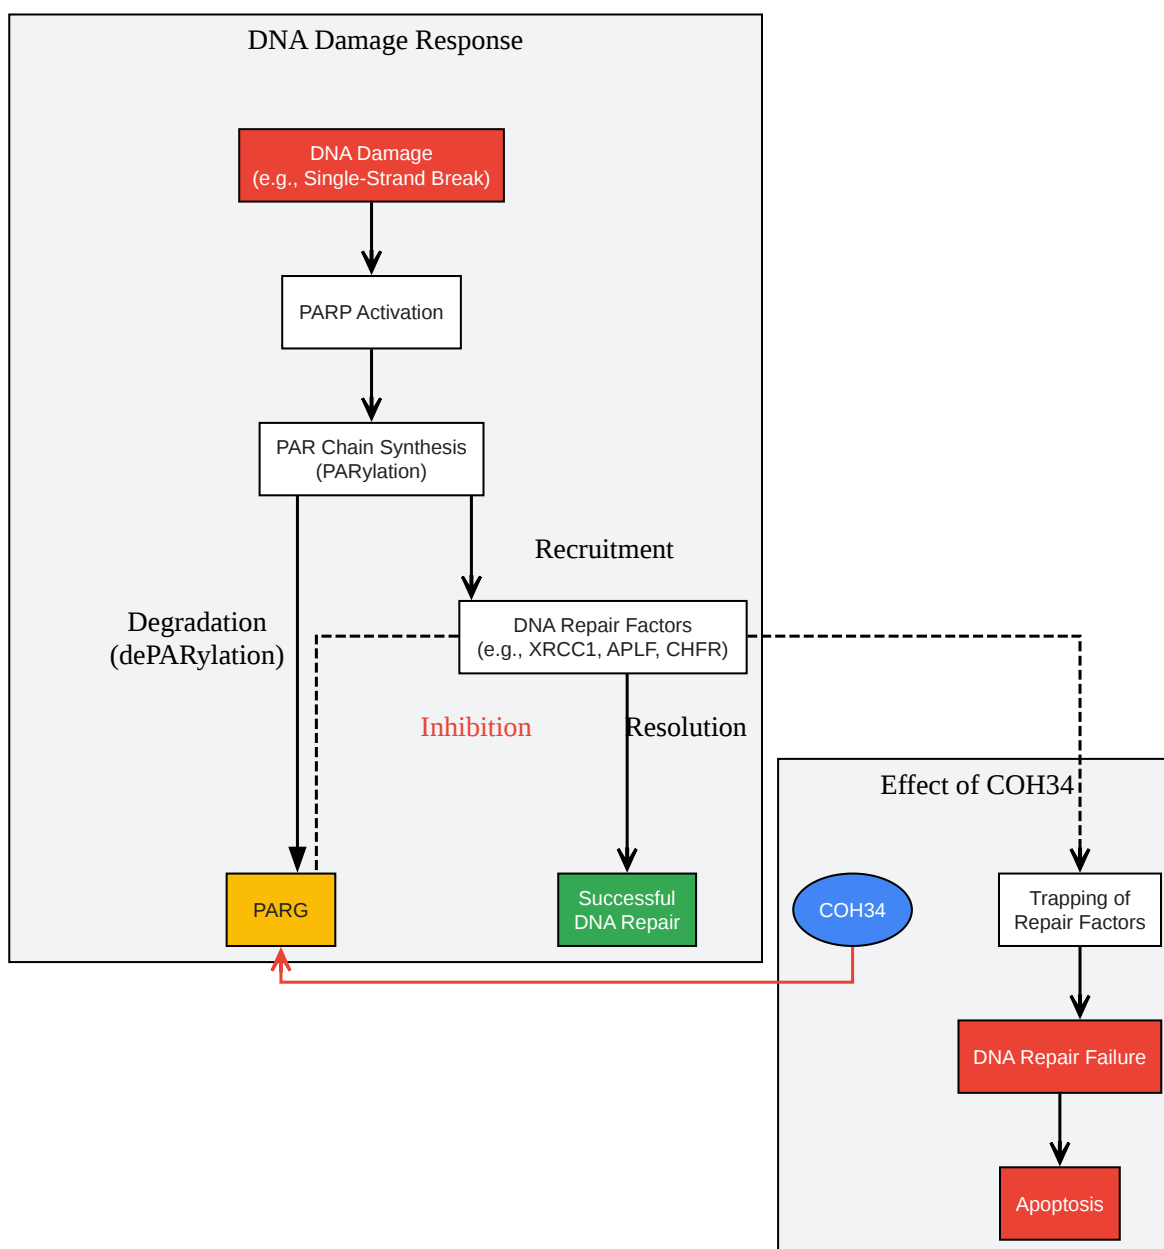 DNA Damage Response
DNA Damage
(e.g., Single-Strand Break)
PARP Activation
PAR Chain Synthesis
(PARylation)
Recruitment
Degradation
(dePARylation)
DNA Repair Factors
(e.g., XRCC1, APLF, CHFR)
Inhibition
Resolution
Effect of COH34
PARG
Successful
DNA Repair
COH34
Trapping of
Repair Factors
DNA Repair Failure
Apoptosis